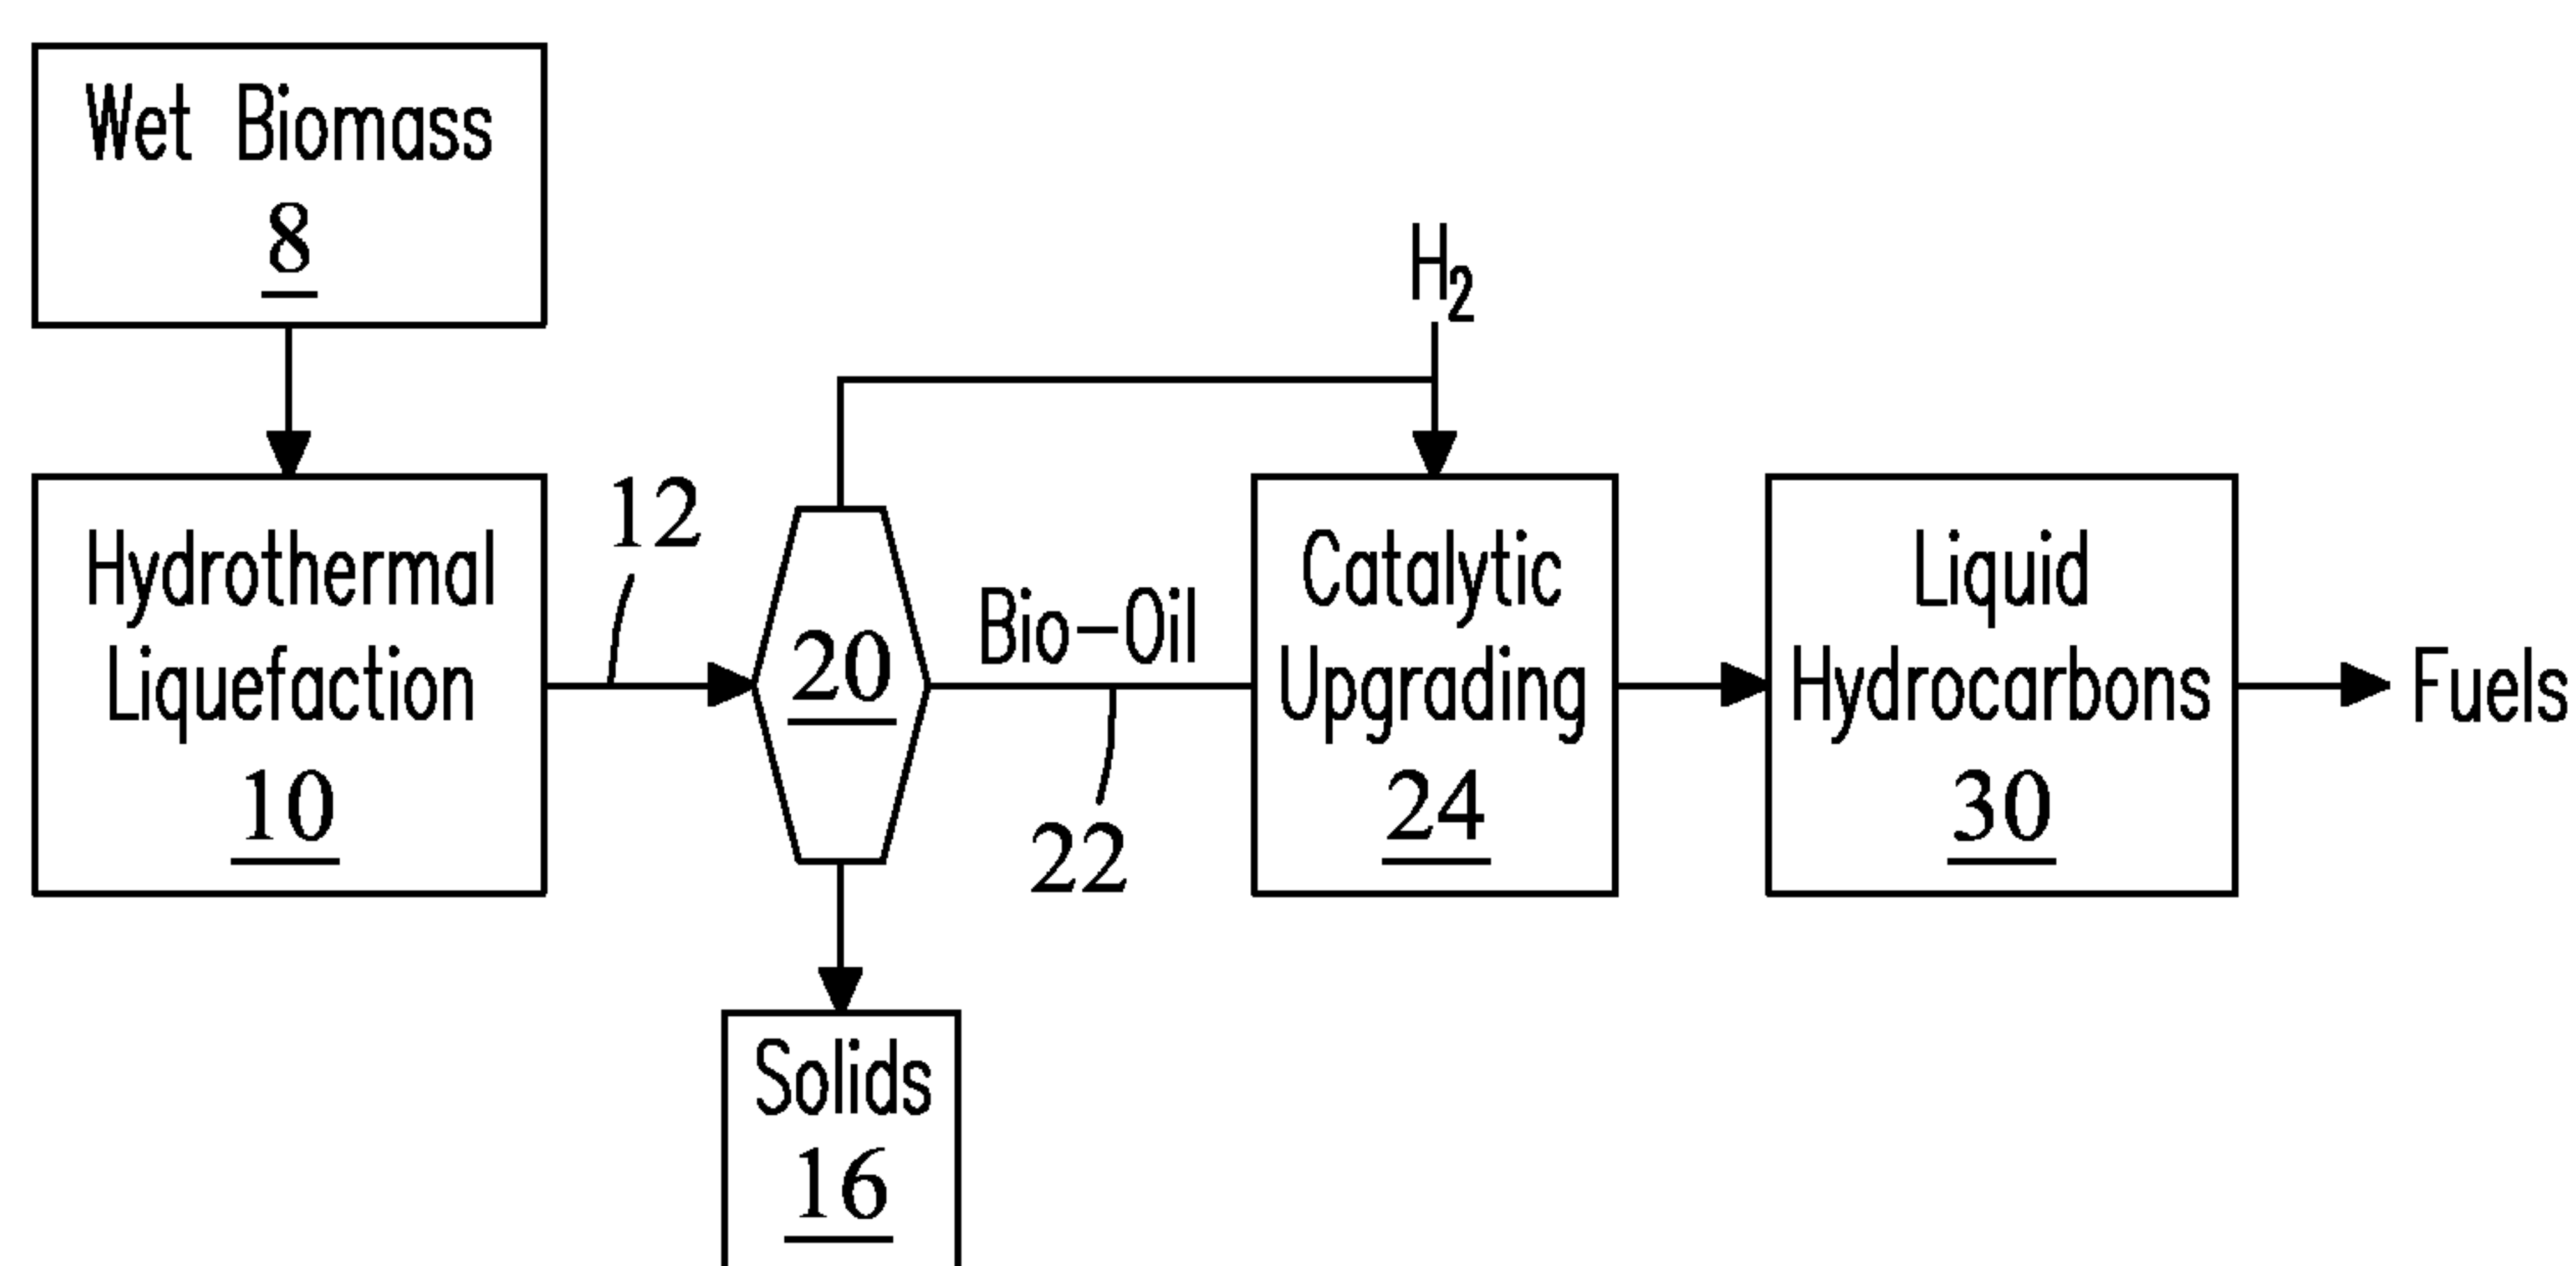 Wet Biomass
8
H2
Hydrothermal
Liquefaction
10
12
20
Bio-Oil
22
Catalytic
Upgrading
24
Liquid
Hydrocarbons
30
Fuels
Solids
16